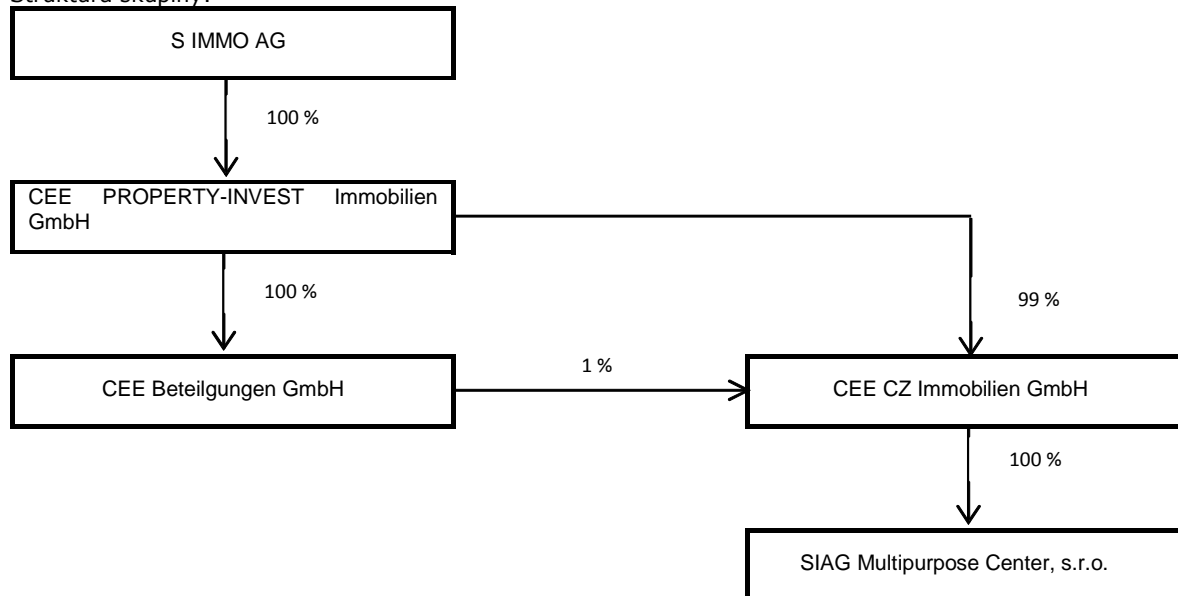 Struktura skupiny:
S IMMO AG
100 %
CEE PROPERTY-INVEST Immobilien
GmbH
100 %
99 %
CEE Beteilgungen GmbH
1 %
CEE CZ Immobilien GmbH
100 %
SIAG Multipurpose Center, s.r.o.